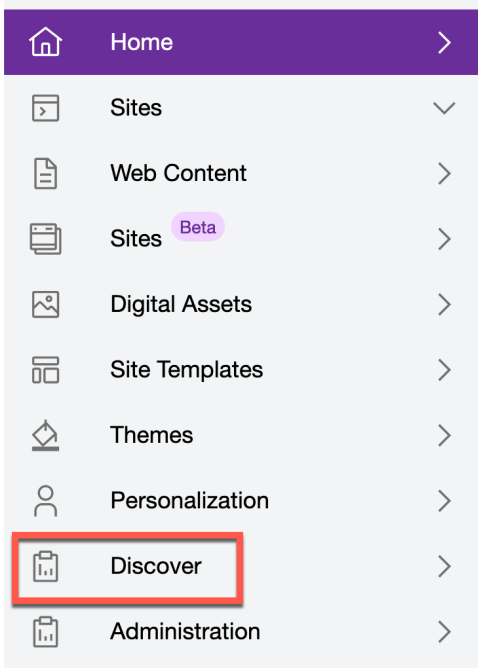 Home
Sites
Web Content
Sites Beta
Digital Assets
Site Templates
Themes
Personalization
Discover
Administration